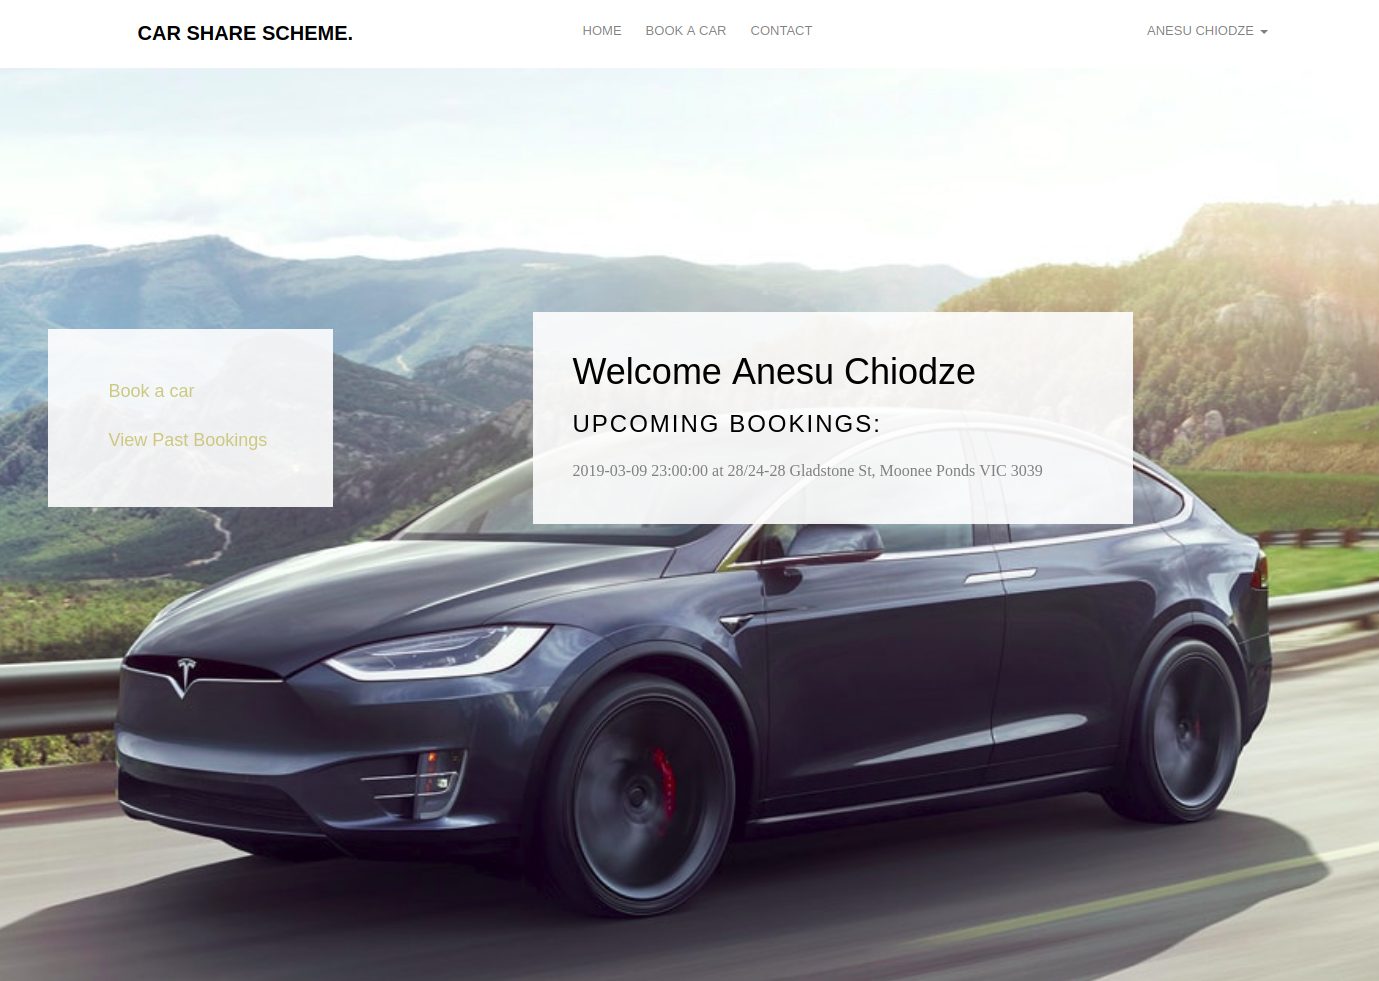 CAR SHARE SCHEME.
HOME BOOK A CAR CONTACT
ANESU CHIODZE
Book a car
View Past Bookings
Welcome Anesu Chiodze
UPCOMING BOOKINGS:
2019-03-09 23:00:00 at 28/24-28 Gladstone St, Moonee Ponds VIC 3039